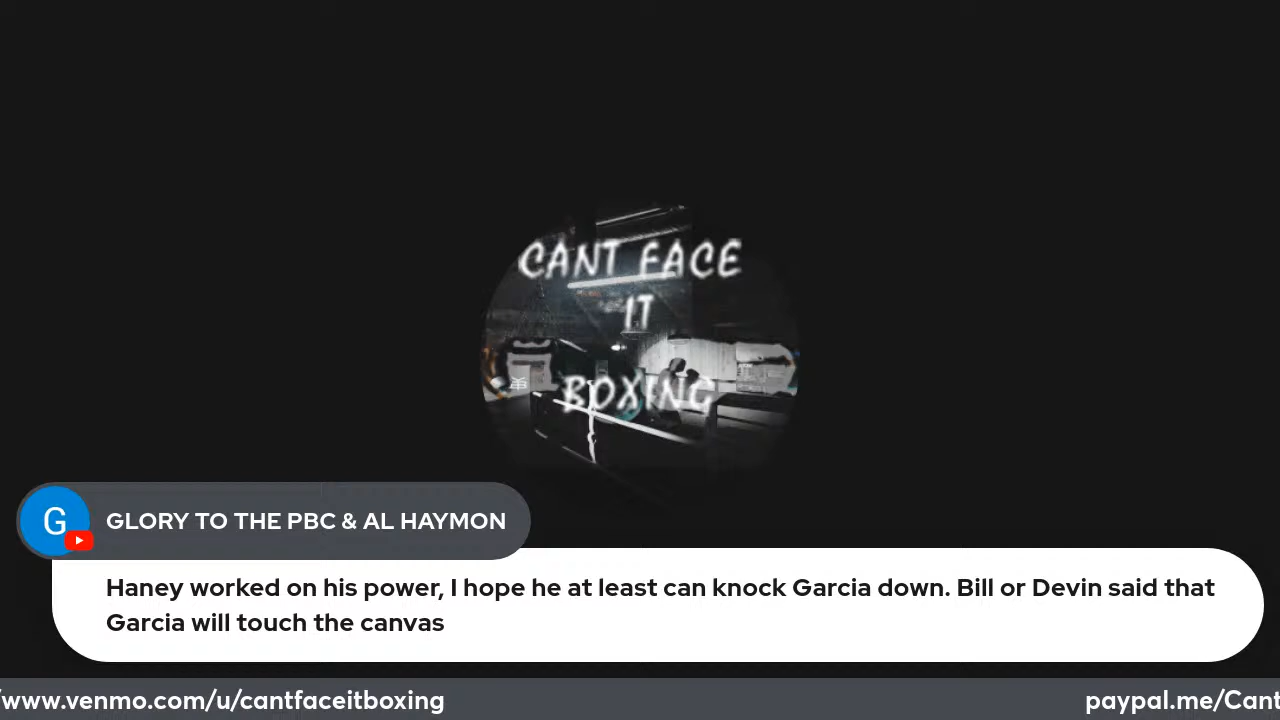 CANT FACE
IT
BOXING
G
GLORY TO THE PBC & AL HAYMON
Haney worked on his power, I hope he at least can knock Garcia down. Bill or Devin said that
Garcia will touch the canvas
/www.venmo.com/u/cantfaceitboxing paypal.me/Cant